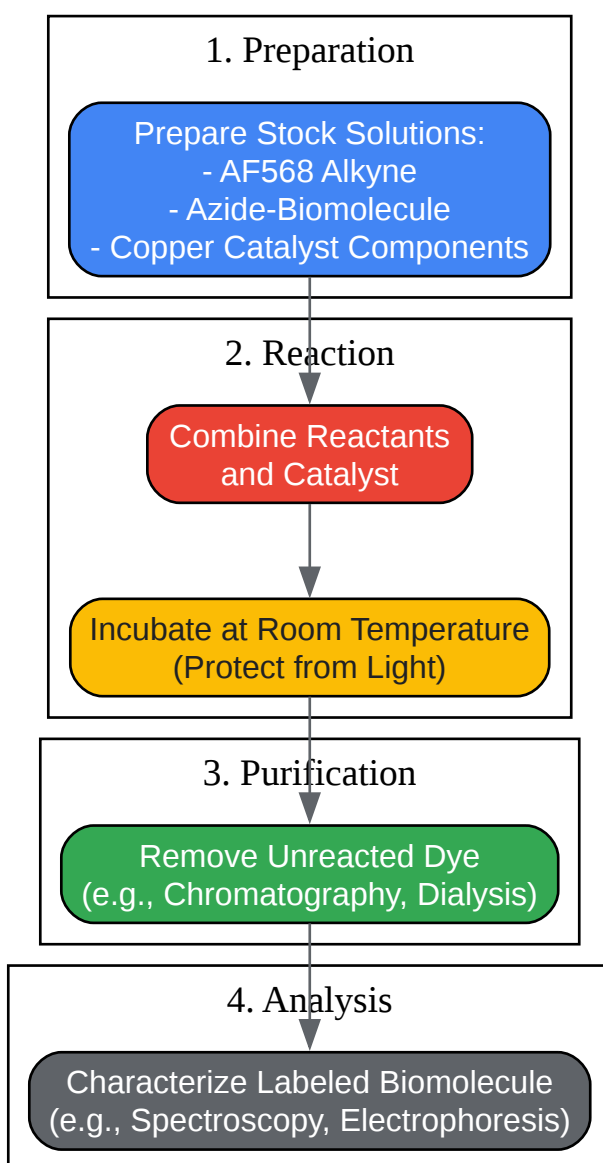 1. Preparation
Prepare Stock Solutions:
- AF568 Alkyne
- Azide-Biomolecule
- Copper Catalyst Components
2. Reaction
Combine Reactants
and Catalyst
Incubate at Room Temperature
(Protect from Light)
3. Purification
Remove Unreacted Dye
(e.g., Chromatography, Dialysis)
4. Analysis
Characterize Labeled Biomolecule
(e.g., Spectroscopy, Electrophoresis)